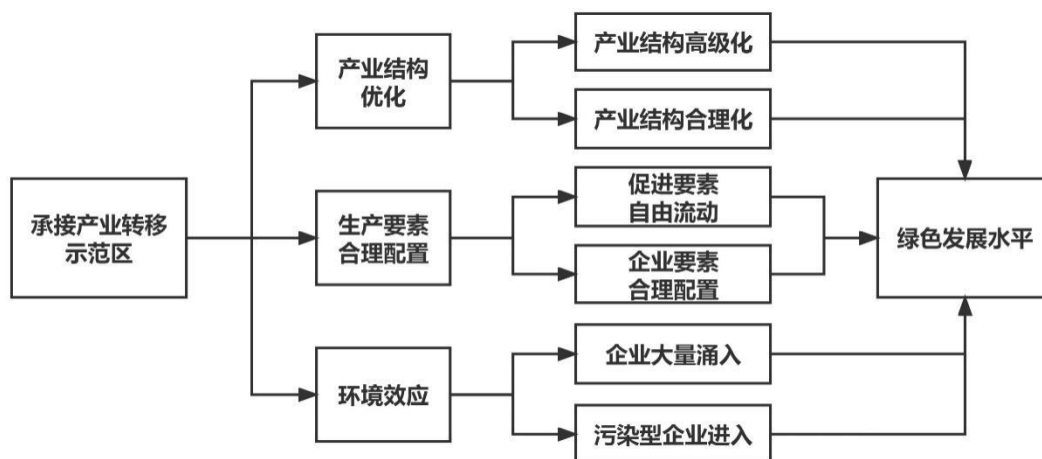 承接产业转移
示范区
产业结构
优化
生产要素
合理配置
环境效应
产业结构高级化
产业结构合理化
促进要素
自由流动
企业要素
合理配置
企业大量涌入
污染型企业进入
绿色发展水平